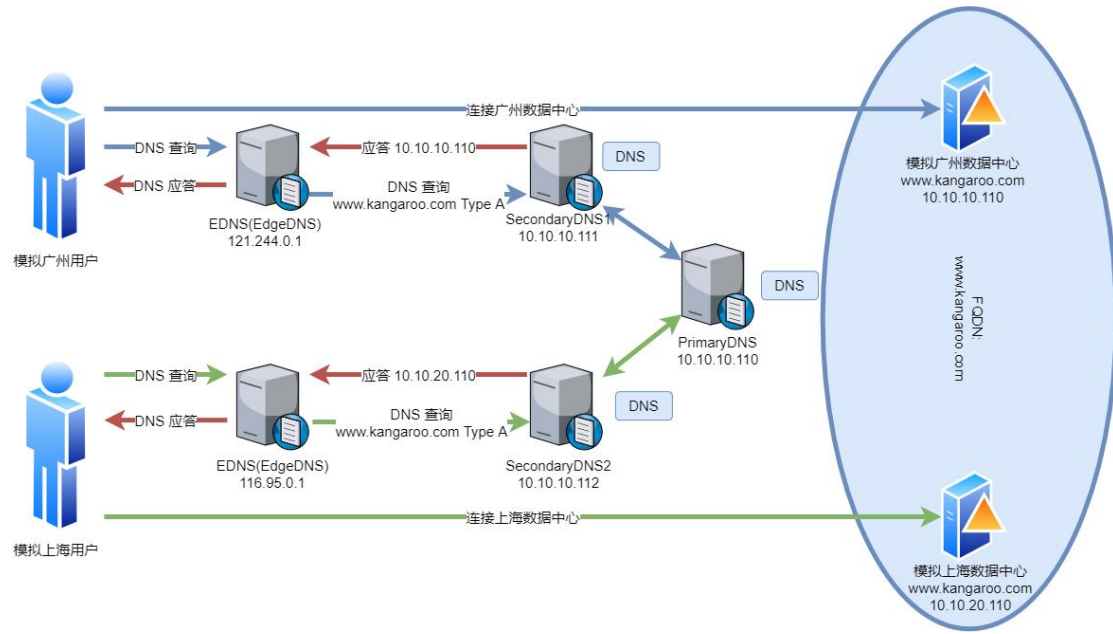 连接广州数据中心
DNS 查询
应答 10.10.10.110
DNS
DNS 应答
DNS 查询
www.kangaroo.com Type A
模拟广州用户
EDNS(EdgeDNS)
121.244.0.1
SecondaryDNS1
10.10.10.111
模拟广州数据中心
www.kangaroo.com
10.10.10.110
DNS
PrimaryDNS
10.10.10.110
FQDN:
www.kangaroo.com
DNS 查询
应答 10.10.20.110
DNS
DNS 应答
DNS 查询
www.kangaroo.com Type A
EDNS(EdgeDNS)
116.95.0.1
SecondaryDNS2
10.10.10.112
连接上海数据中心
模拟上海用户
模拟上海数据中心
www.kangaroo.com
10.10.20.110